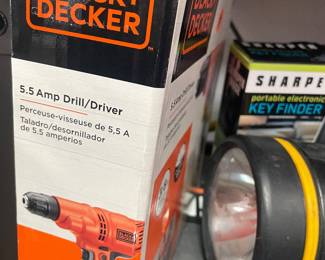 DECKER
5.5 Amp Drill/Driver
Perceuse-visseuse de 5,5 A
Taladro/desornillador
de 5.5 amperios
SHARPE
portable electronic
KEY FINDER